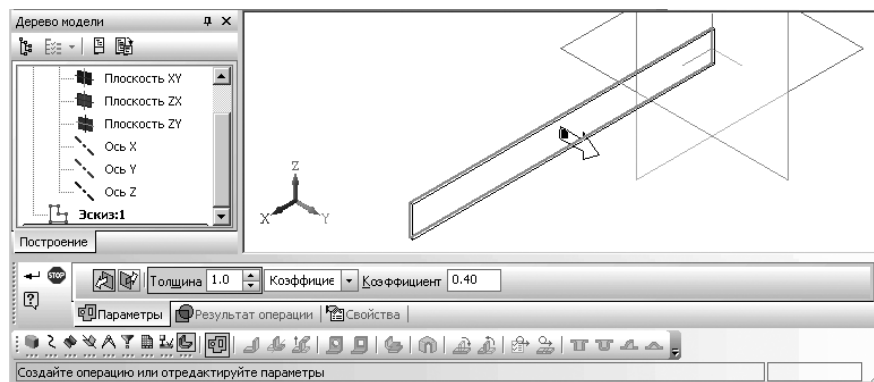 Дерево модели
Плоскость XY
Плоскость ZX
Плоскость ZY
Ось X
Ось Y
Ось Z
Эскиз:1
Построение
Z
X
Y
STOP
Толщина 1.0 Коэффицие Коэффициент 0.40
Параметры Результат операции Свойства
Создайте операцию или отредактируйте параметры